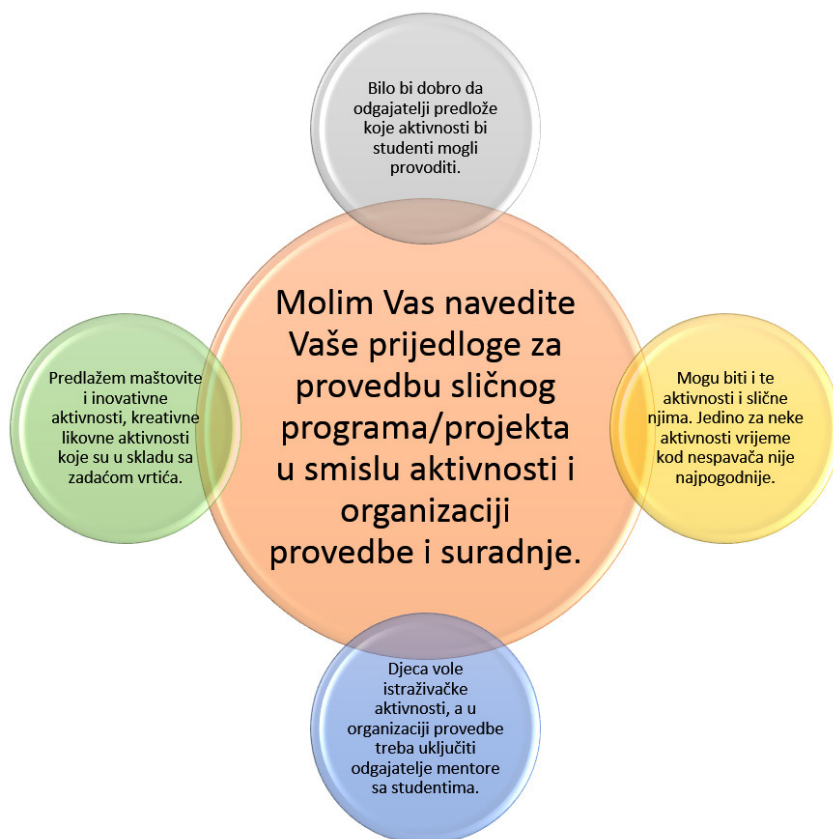 Bilo bi dobro da
odgajatelji predlože
koje aktivnosti bi
studenti mogli
provoditi.
Molim Vas navedite
Vaše prijedloge za
provedbu sličnog
programa/projekta
u smislu aktivnosti i
organizaciji
provedbe i suradnje.
Predlažem maštovite
i inovativne
aktivnosti, kreativne
likovne aktivnosti
koje su u skladu sa
zadaćom vrtića.
Mogu biti i te
aktivnosti i slične
njima. Jedino za neke
aktivnosti vrijeme
kod nespavača nije
najpogodnije.
Djeca vole
istraživačke
aktivnosti, a u
organizaciji provedbe
treba uključiti
odgajatelje mentore
sa studentima.